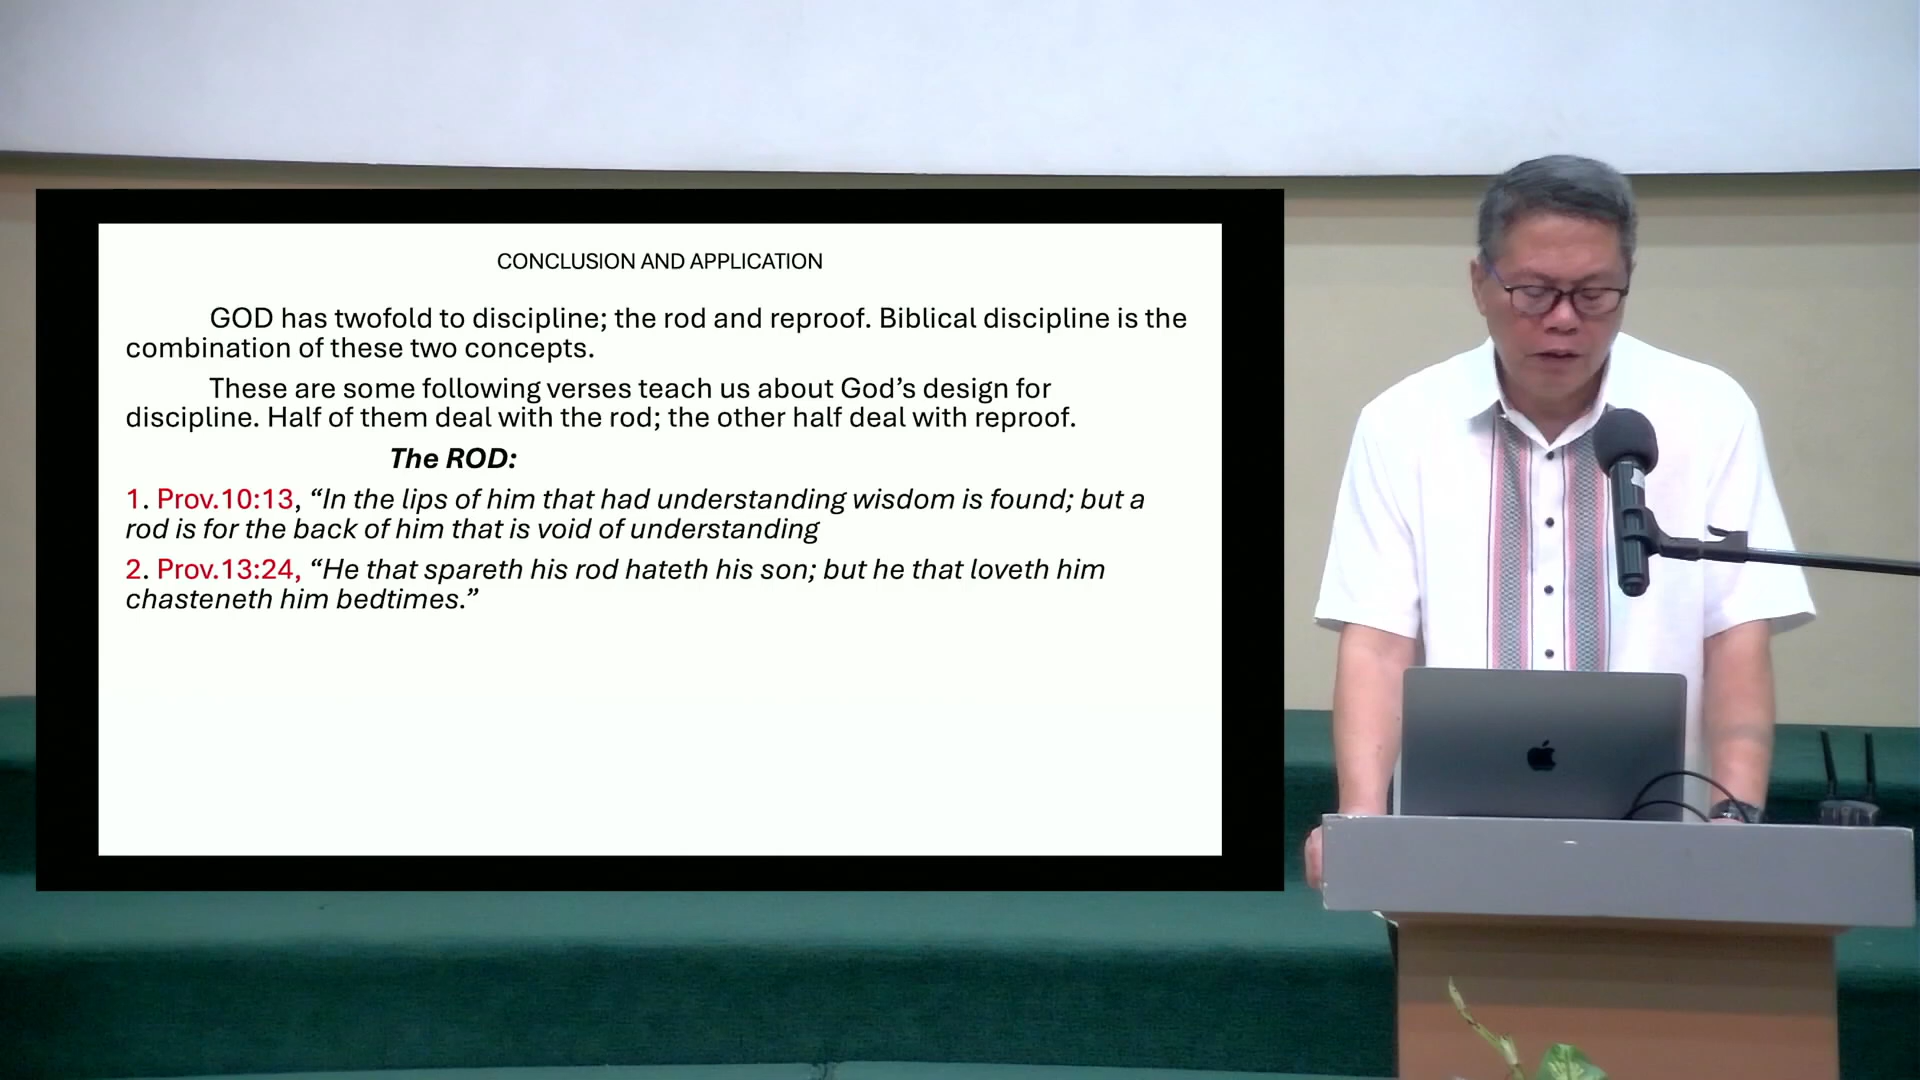 CONCLUSION AND APPLICATION
GOD has twofold to discipline; the rod and reproof. Biblical discipline is the
combination of these two concepts.
These are some following verses teach us about God’s design for
discipline. Half of them deal with the rod; the other half deal with reproof.
The ROD:
1. Prov.10:13, “In the lips of him that had understanding wisdom is found; but a
rod is for the back of him that is void of understanding
2. Prov.13:24, “He that spareth his rod hateth his son; but he that loveth him
chasteneth him bedtimes.”